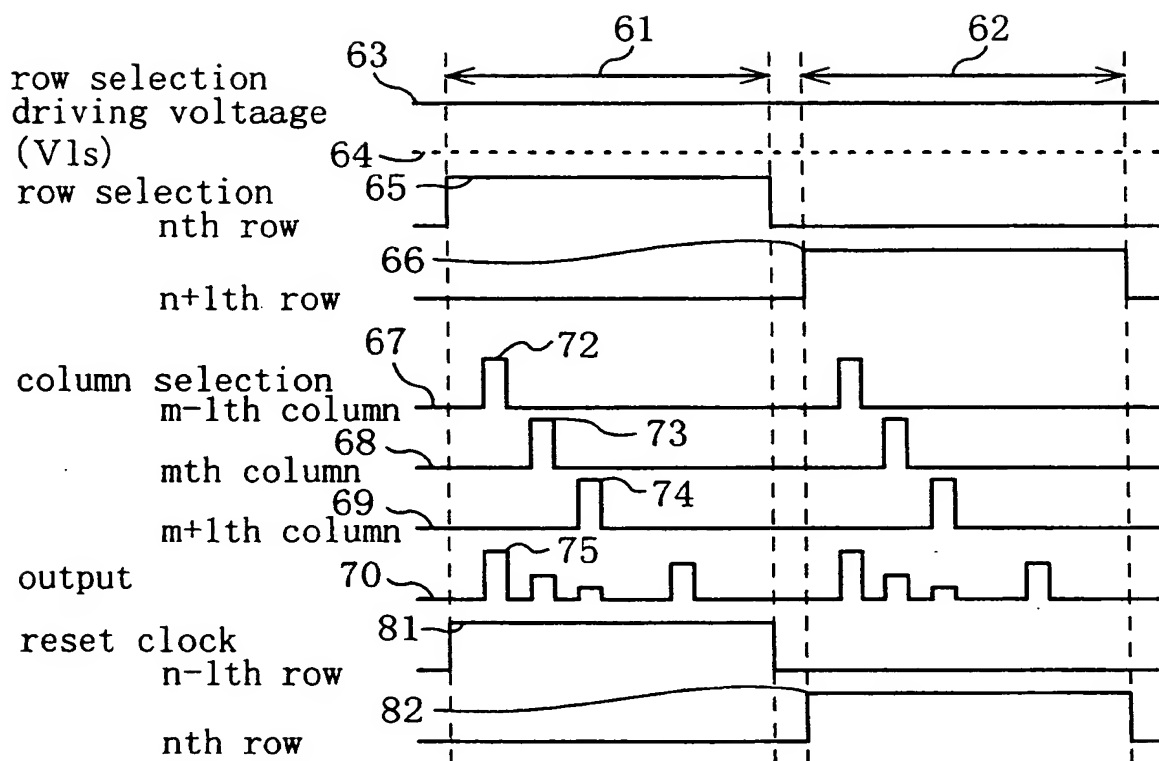 61
62
63
row selection
driving voltaage
(Vls)
64
row selection
65
nth row
66
n+1th row
67
72
column selection
m-1th column
68
73
mth column
69
74
m+1th column
75
output
70
81
reset clock
n-1th row
82
nth row